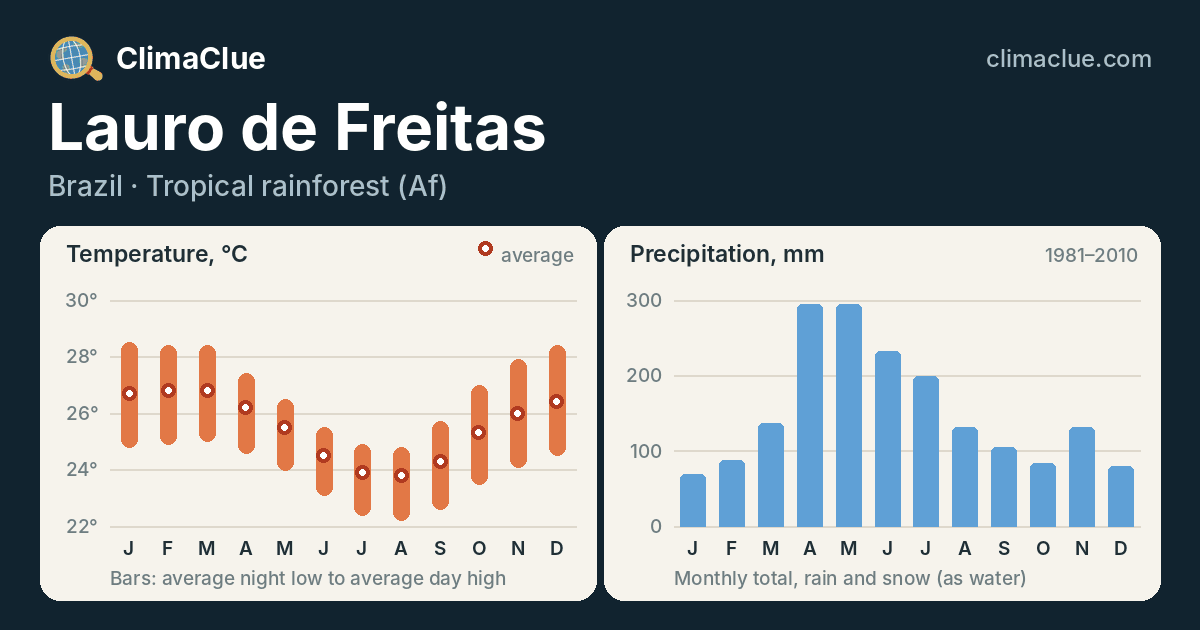 ClimaClue
climaclue.com
Lauro de Freitas
Brazil · Tropical rainforest (Af)
Temperature, °C
average
30°
28°
26°
24°
22°
J F M A M J J A S O N D
Bars: average night low to average day high
Precipitation, mm
1981–2010
300
200
100
0
J F M A M J J A S O N D
Monthly total, rain and snow (as water)